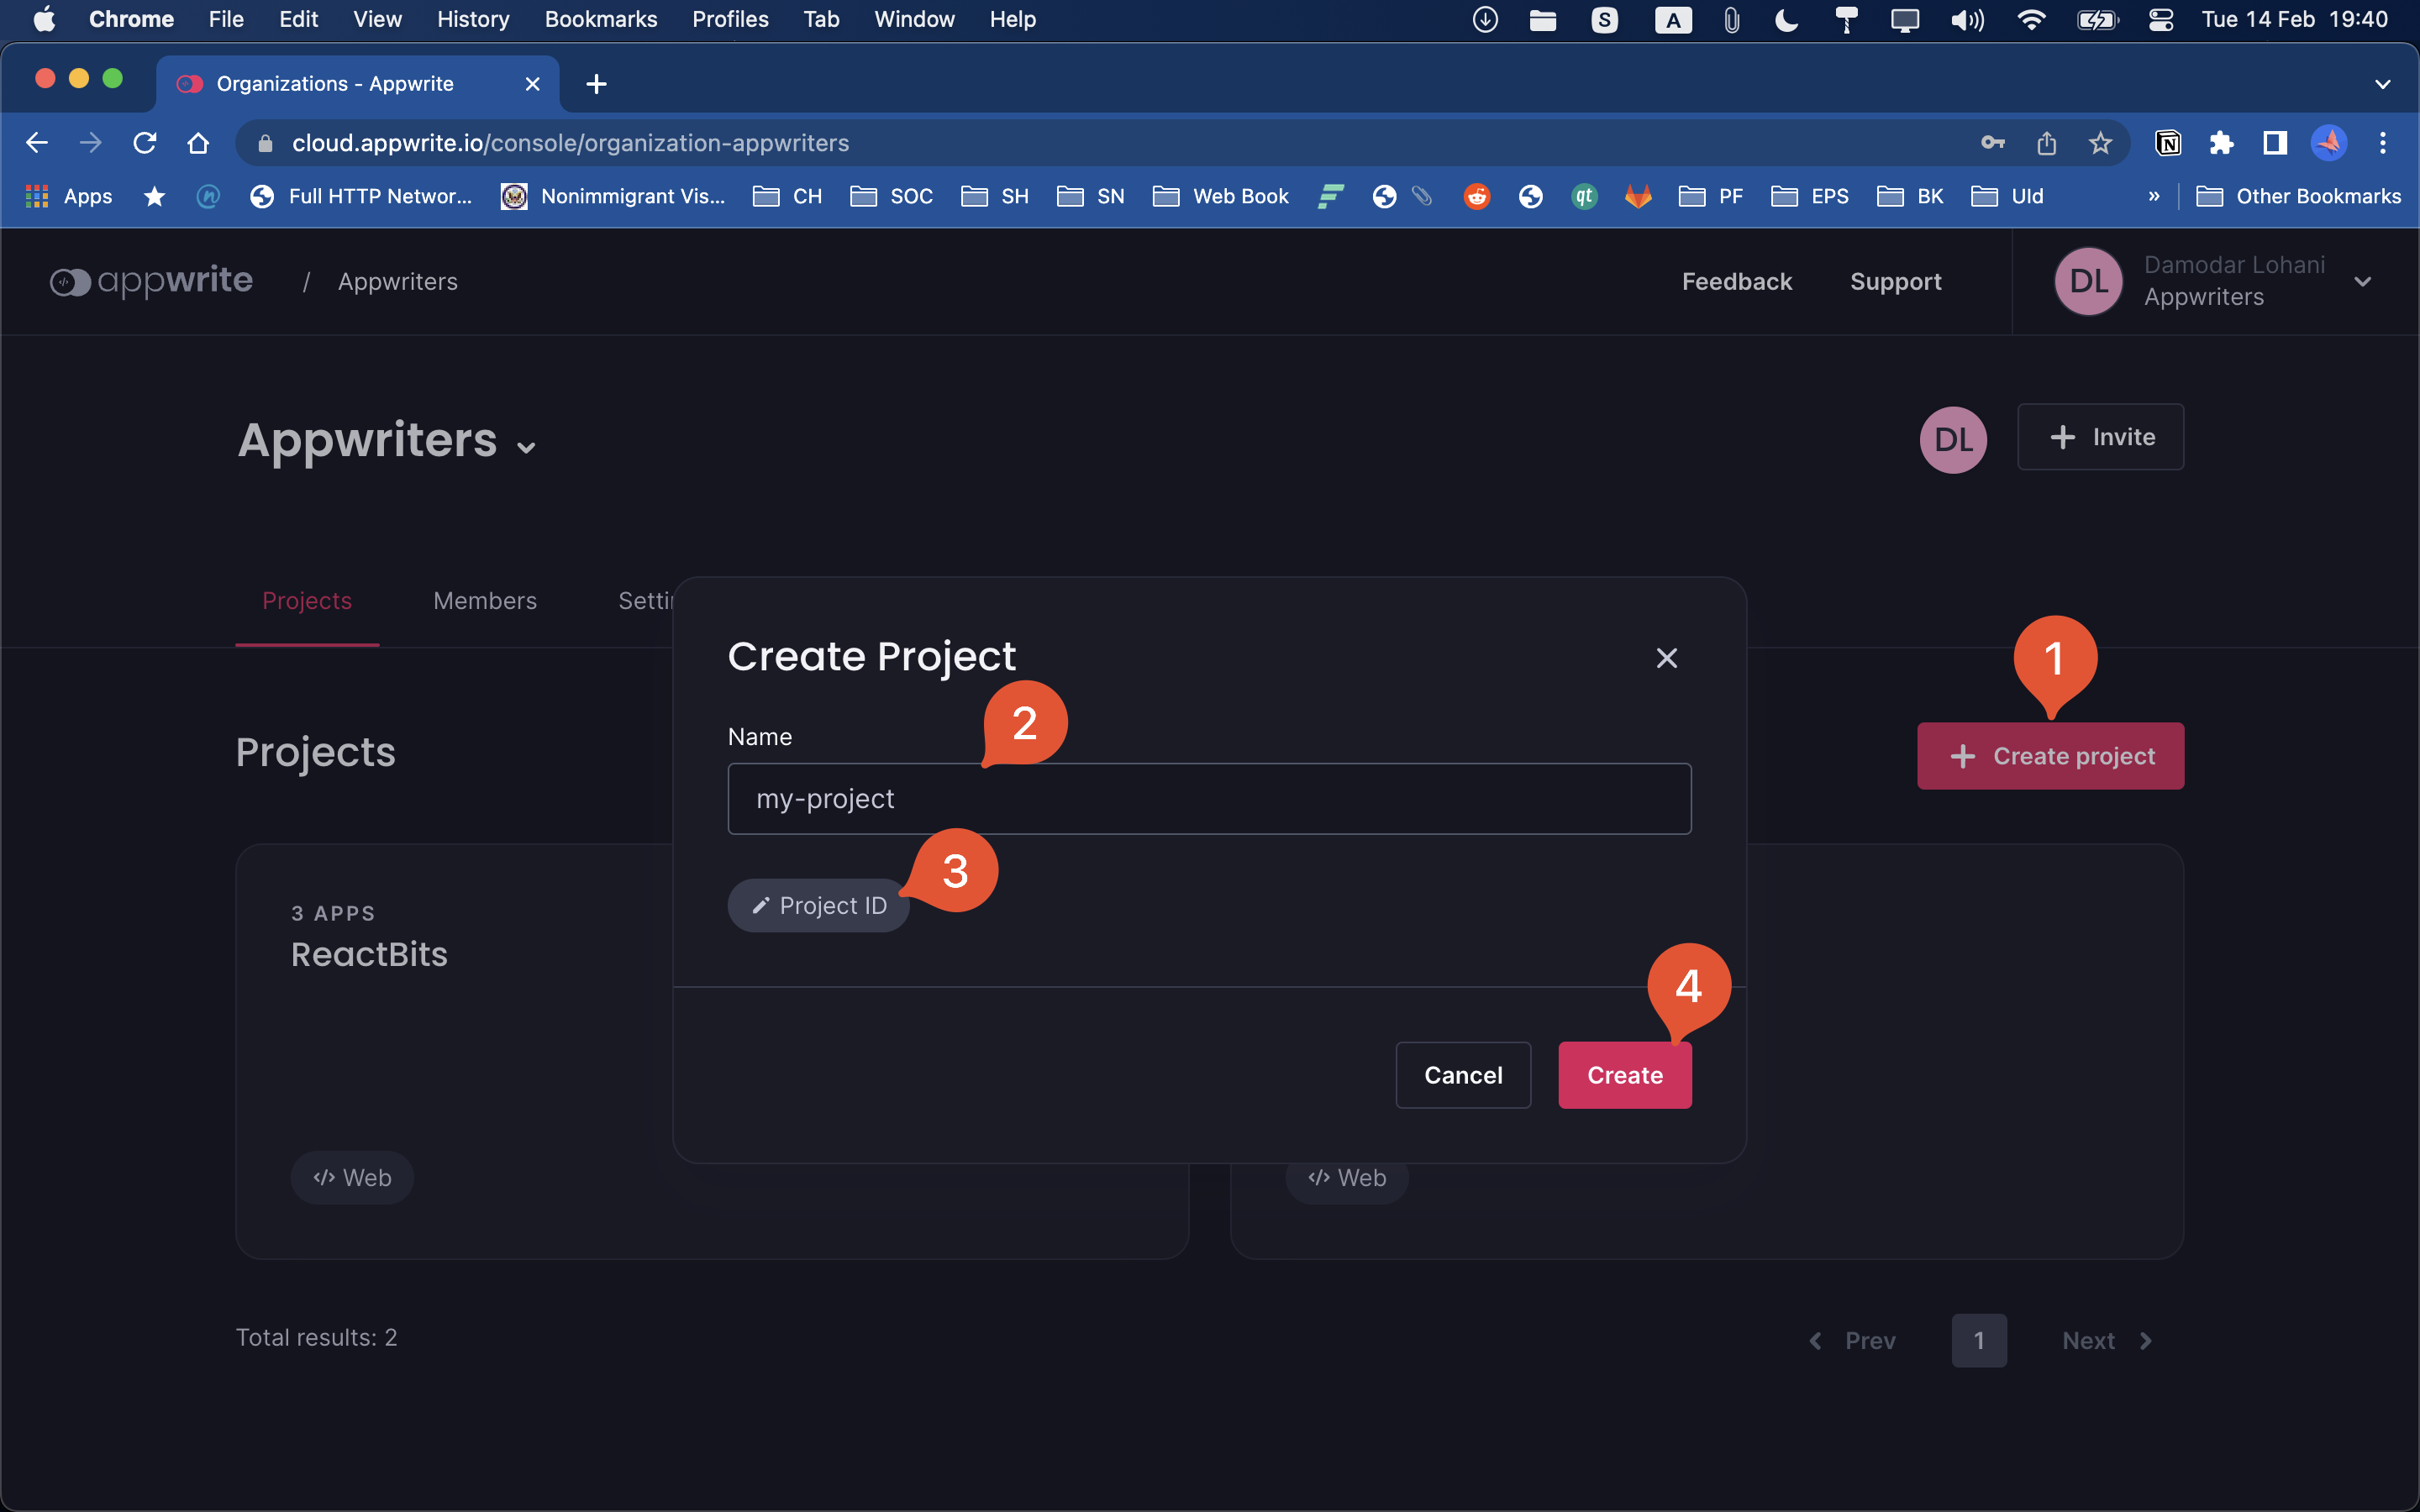 Chrome File Edit View History Bookmarks Profiles Tab Window Help S A Tue 14 Feb 19:40
Organizations - Appwrite
cloud.appwrite.io/console/organization-appwriters
Apps n Full HTTP Networ... Nonimmigrant Vis... CH SOC SH SN Web Book qt PF EPS BK UId » Other Bookmarks
appwrite / Appwriters Feedback Support DL Damodar Lohani
Appwriters
Appwriters DL + Invite
Projects Members Setti
Create Project
1
2
Name
Projects
+ Create project
my-project
3
Project ID
3 APPS
ReactBits
4
Cancel Create
</> Web </> Web
Total results: 2 Prev 1 Next